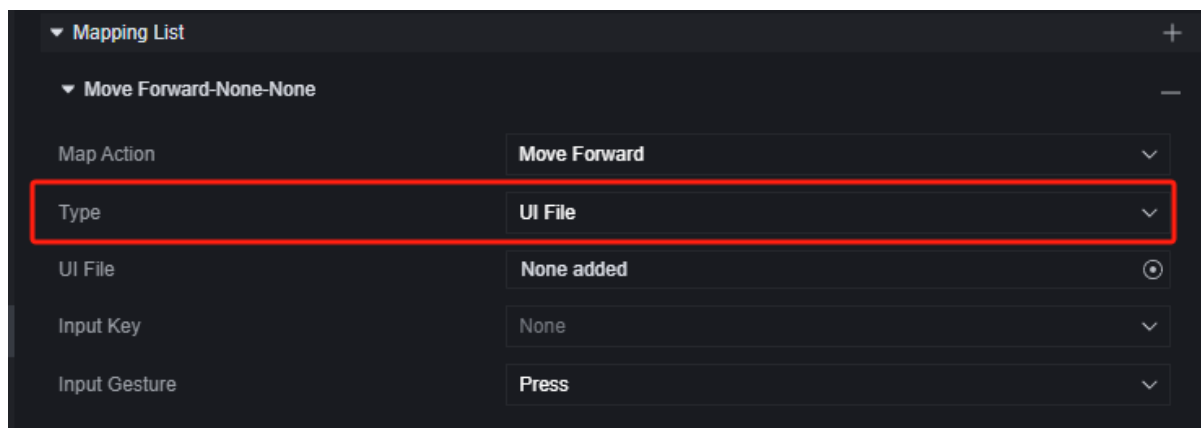 Mapping List
Move Forward-None-None
Map Action Move Forward
Type UI File
UI File None added
Input Key None
Input Gesture Press